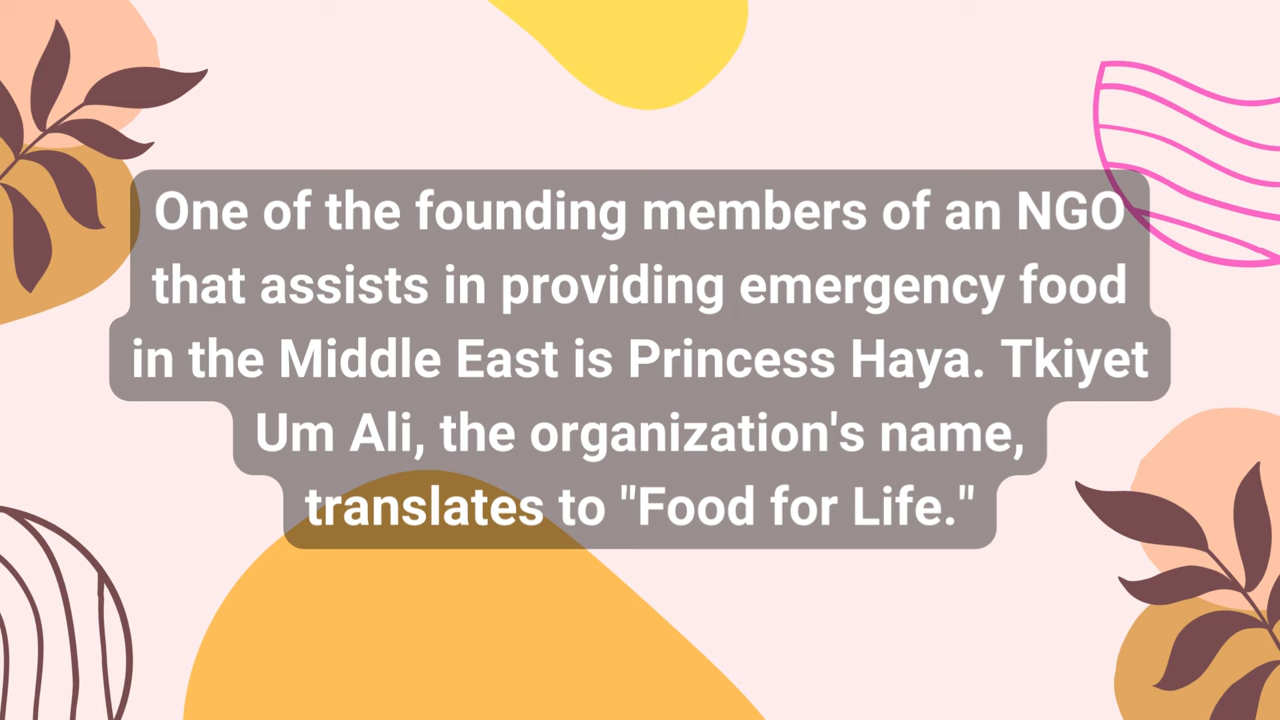 One of the founding members of an NGO
that assists in providing emergency food
in the Middle East is Princess Haya. Tkiyet
Um Ali, the organization's name,
translates to "Food for Life."